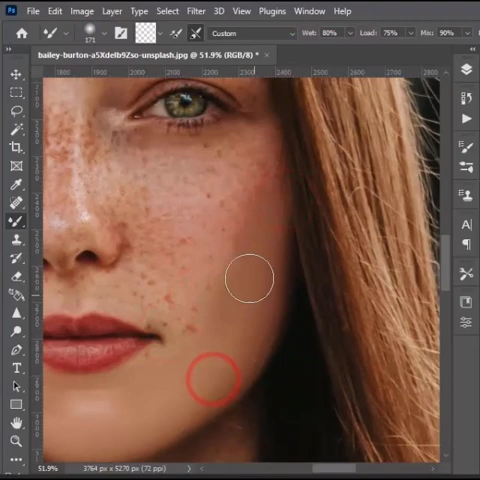 Ps File Edit Image Layer Type Select Filter 3D View Plugins Window Help
171 Custom Wet: 80% Load: 75% Mix: 90%
bailey-burton-a5Xdelb9Zso-unsplash.jpg @ 51.9% (RGB/8) * ×
1800 1900 2000 2100 2200 2300 2400 2500 2600 2700 2800
51.9% 3764 px x 5270 px (72 ppi)